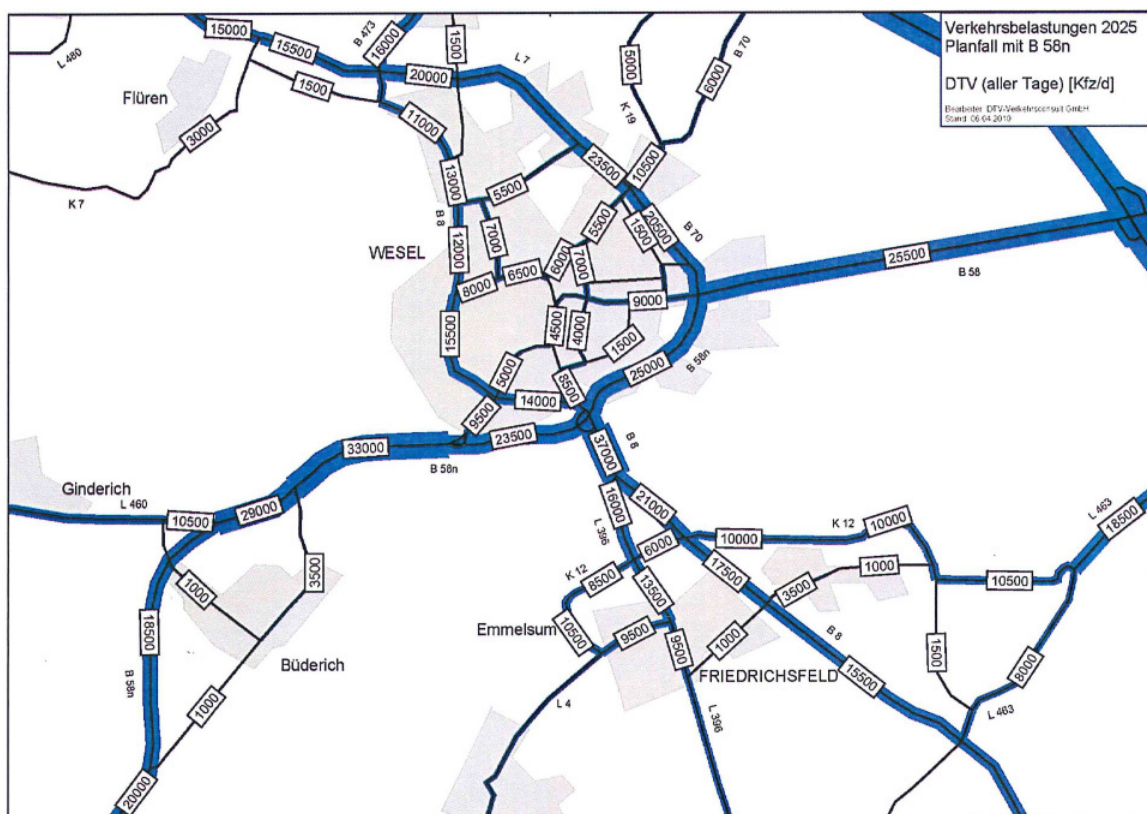 Verkehrsbelastungen 2025
Planfall mit B 58n
DTV (aller Tage) [Kfz/d]
Bearbeiter: DTV-Verkehrsconsult GmbH
Stand: 06.04.2010
15000
15500
B 473
16000
1500
L 460
20000
L 7
5000
B 70
6000
Flüren
1500
11000
K 19
3000
13000
5500
23500
10500
K 7
B 8
7000
5500
20500
1500
B 70
WESEL
12000
6000
7000
25500
B 58
8000
6500
9000
15500
4500
4000
1500
B 58n
5000
8500
25000
14000
9500
33000
23500
37000
B 8
B 58n
Ginderich
L 460
10500
29000
16000
21000
K 12
10000
L 463
18500
L 396
6000
10000
1000
3500
K 12
8500
13500
17500
3500
1000
10500
18500
Emmelsum
10500
9500
9500
1000
B 8
1500
8000
Büderich
FRIEDRICHSFELD
15500
B 58n
1000
L 4
L 396
L 463
20000